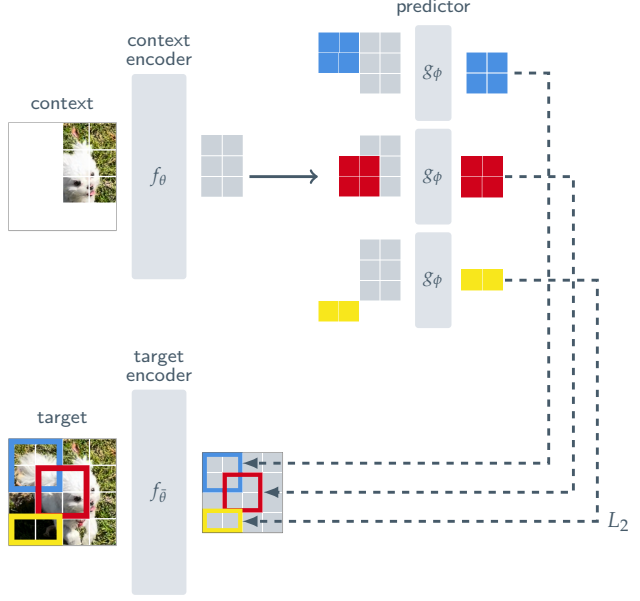 predictor
context
encoder
context
g_ϕ
f_θ
g_ϕ
g_ϕ
target
encoder
target
f_θ̄
L_2